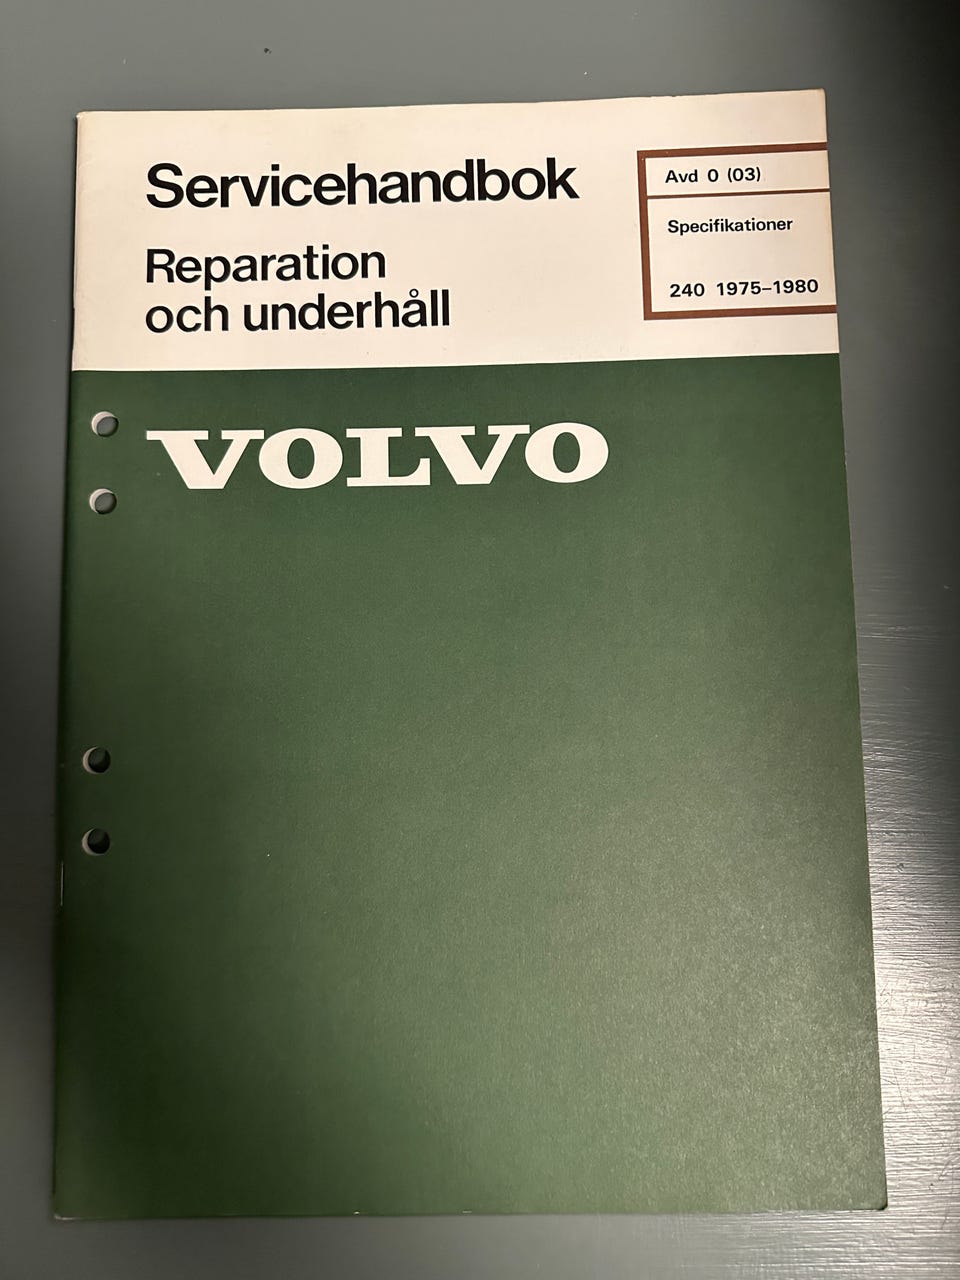 Servicehandbok
Reparation
och underhåll
Avd 0 (03)
Specifikationer
240 1975–1980
VOLVO